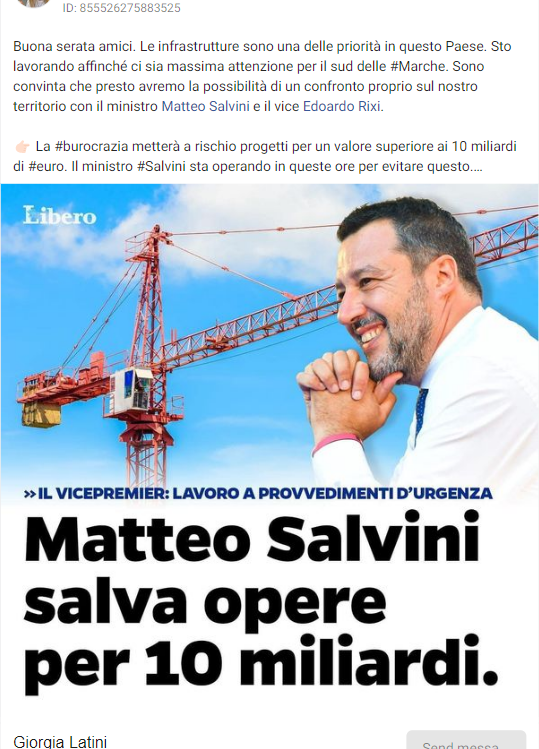 ID: 855526275883525
Buona serata amici. Le infrastrutture sono una delle priorità in questo Paese. Sto
lavorando affinché ci sia massima attenzione per il sud delle #Marche. Sono
convinta che presto avremo la possibilità di un confronto proprio sul nostro
territorio con il ministro Matteo Salvini e il vice Edoardo Rixi.
👉🏻 La #burocrazia metterà a rischio progetti per un valore superiore ai 10 miliardi
di #euro. Il ministro #Salvini sta operando in queste ore per evitare questo....
Libero
»IL VICEPREMIER: LAVORO A PROVVEDIMENTI D'URGENZA
Matteo Salvini
salva opere
per 10 miliardi.
Giorgia Latini
Send messa...